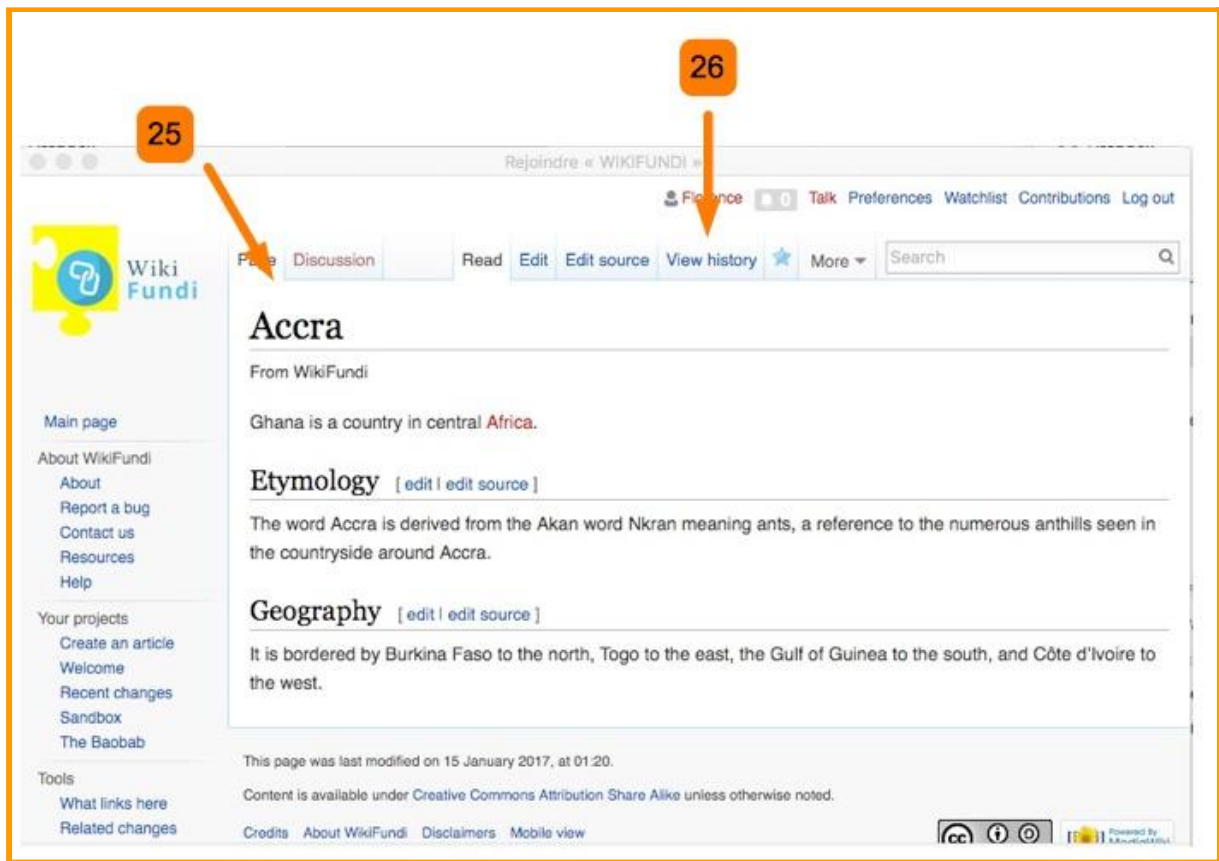 26
25
Rejoindre « WIKIFUNDI »
Florence 0 Talk Preferences Watchlist Contributions Log out
Wiki
Fundi
Page Discussion Read Edit Edit source View history More Search
Accra
From WikiFundi
Main page
Ghana is a country in central Africa.
About WikiFundi
About
Report a bug
Contact us
Resources
Help
Etymology [ edit | edit source ]
The word Accra is derived from the Akan word Nkran meaning ants, a reference to the numerous anthills seen in
the countryside around Accra.
Your projects
Create an article
Welcome
Recent changes
Sandbox
The Baobab
Geography [ edit | edit source ]
It is bordered by Burkina Faso to the north, Togo to the east, the Gulf of Guinea to the south, and Côte d'Ivoire to
the west.
Tools
What links here
Related changes
This page was last modified on 15 January 2017, at 01:20.
Content is available under Creative Commons Attribution Share Alike unless otherwise noted.
Credits About WikiFundi Disclaimers Mobile view
cc
Powered By
MediaWiki